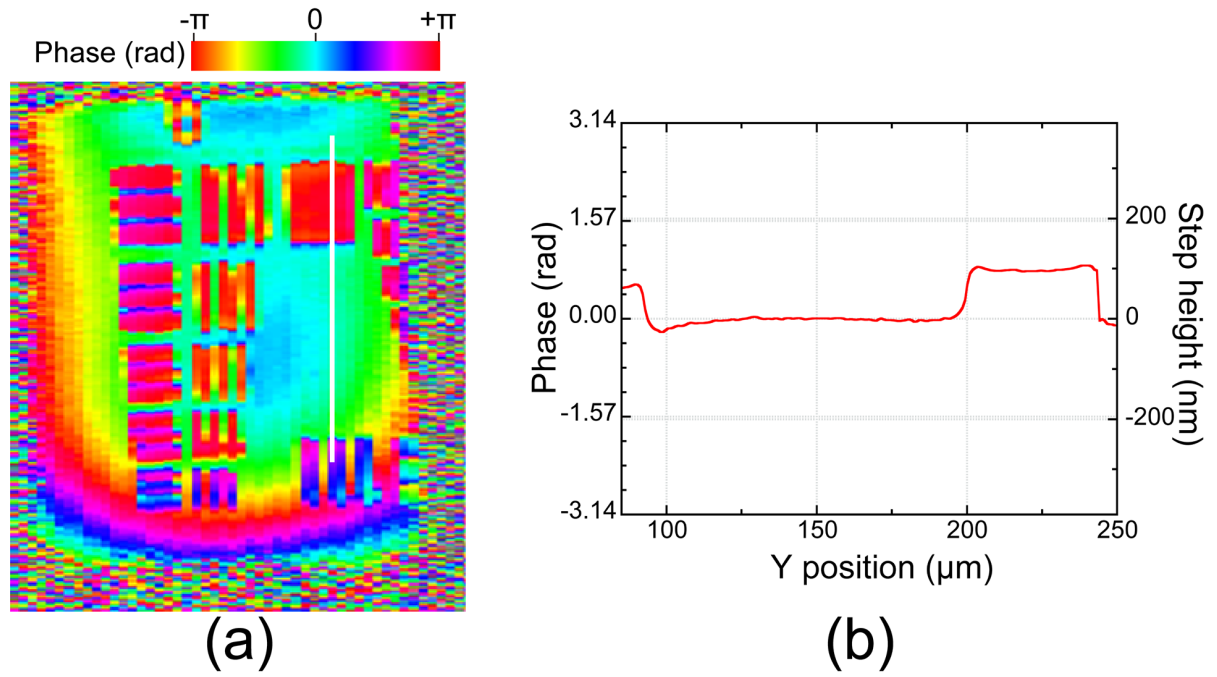 -π 0 +π
Phase (rad)
(a)
3.14
1.57
0.00
-1.57
-3.14
Phase (rad)
200
0
-200
Step height (nm)
100 150 200 250
Y position (μm)
(b)